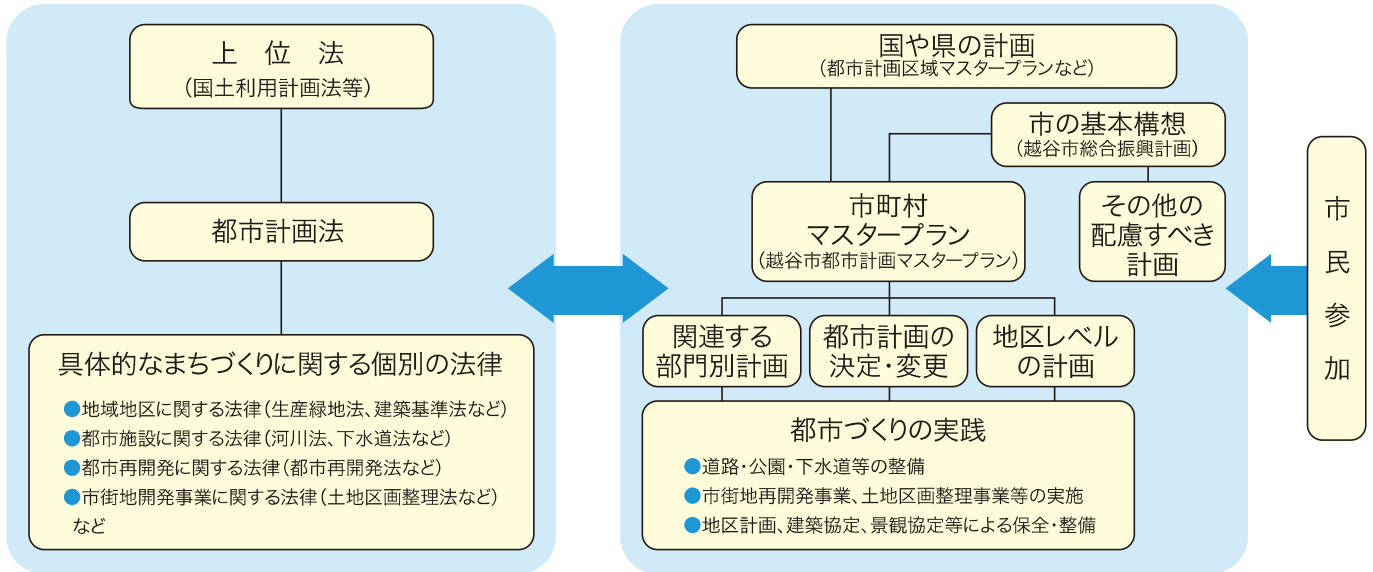 上 位 法
（国土利用計画法等）
都市計画法
具体的なまちづくりに関する個別の法律
●地域地区に関する法律（生産緑地法、建築基準法など）
●都市施設に関する法律（河川法、下水道法など）
●都市再開発に関する法律（都市再開発法など）
●市街地開発事業に関する法律（土地区画整理法など）
など
国や県の計画
（都市計画区域マスタープランなど）
市の基本構想
（越谷市総合振興計画）
市町村
マスタープラン
（越谷市都市計画マスタープラン）
その他の
配慮すべき
計画
関連する
部門別計画
都市計画の
決定・変更
地区レベル
の計画
都市づくりの実践
●道路・公園・下水道等の整備
●市街地再開発事業、土地区画整理事業等の実施
●地区計画、建築協定、景観協定等による保全・整備
市民参加